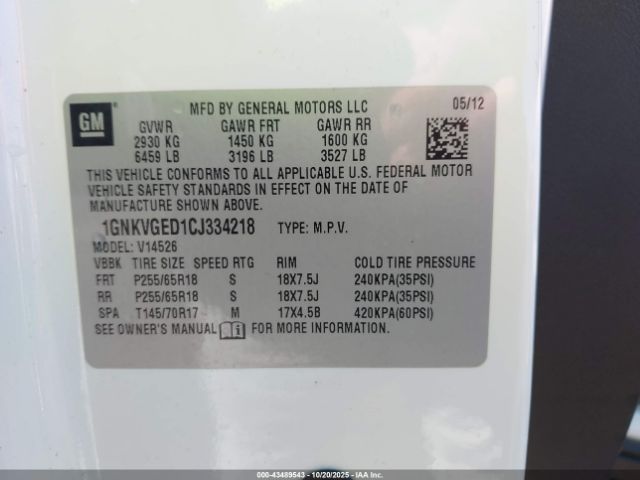 GM
MFD BY GENERAL MOTORS LLC 05/12
GVWR GAWR FRT GAWR RR
2930 KG 1450 KG 1600 KG
6459 LB 3196 LB 3527 LB
THIS VEHICLE CONFORMS TO ALL APPLICABLE U.S. FEDERAL MOTOR
VEHICLE SAFETY STANDARDS IN EFFECT ON THE DATE OF
MANUFACTURE SHOWN ABOVE.
1GNKVGED1CJ334218 TYPE: M.P.V.
MODEL: V14526
VBBK TIRE SIZE SPEED RTG RIM COLD TIRE PRESSURE
FRT P255/65R18 S 18X7.5J 240KPA(35PSI)
RR P255/65R18 S 18X7.5J 240KPA(35PSI)
SPA T145/70R17 M 17X4.5B 420KPA(60PSI)
SEE OWNER'S MANUAL FOR MORE INFORMATION.
000-43489543 | 10/20/2025 | IAA Inc.